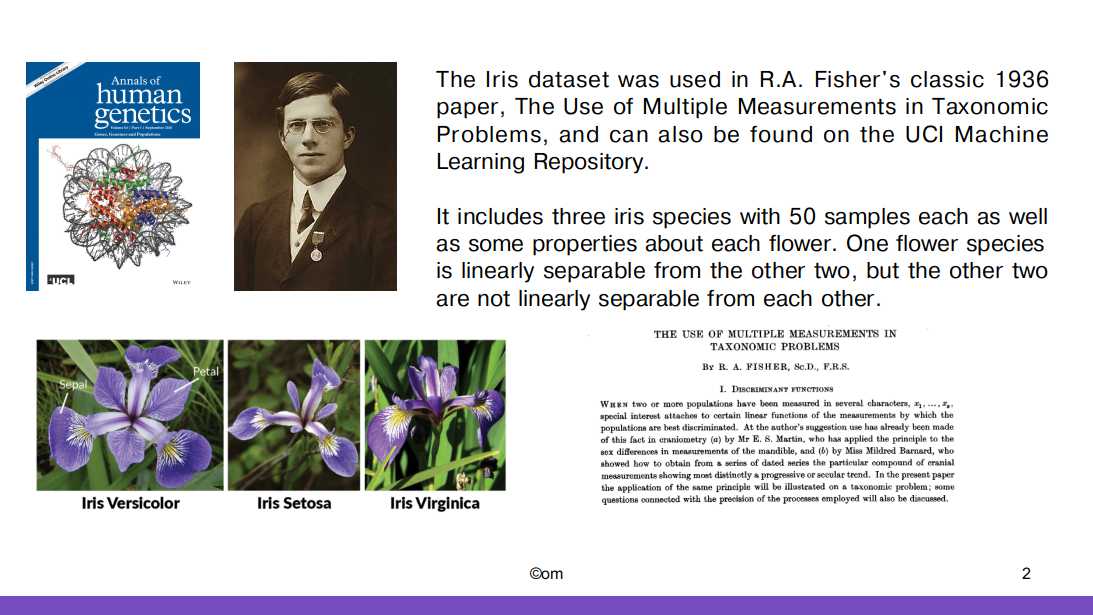 Wiley Online Library
Annals of
human
genetics
Genes, Genomes and Populations
UCL
WILEY
The Iris dataset was used in R.A. Fisher's classic 1936
paper, The Use of Multiple Measurements in Taxonomic
Problems, and can also be found on the UCI Machine
Learning Repository.
It includes three iris species with 50 samples each as well
as some properties about each flower. One flower species
is linearly separable from the other two, but the other two
are not linearly separable from each other.
Sepal
Petal
Iris Versicolor
Iris Setosa
Iris Virginica
THE USE OF MULTIPLE MEASUREMENTS IN
TAXONOMIC PROBLEMS
By R. A. FISHER, Sc.D., F.R.S.
I. Discriminant functions
When two or more populations have been measured in several characters, x₁, ..., xₛ,
special interest attaches to certain linear functions of the measurements by which the
populations are best discriminated. At the author's suggestion use has already been made
of this fact in craniometry (a) by Mr E. S. Martin, who has applied the principle to the
sex differences in measurements of the mandible, and (b) by Miss Mildred Barnard, who
showed how to obtain from a series of dated series the particular compound of cranial
measurements showing most distinctly a progressive or secular trend. In the present paper
the application of the same principle will be illustrated on a taxonomic problem; some
questions connected with the precision of the processes employed will also be discussed.
©om
2